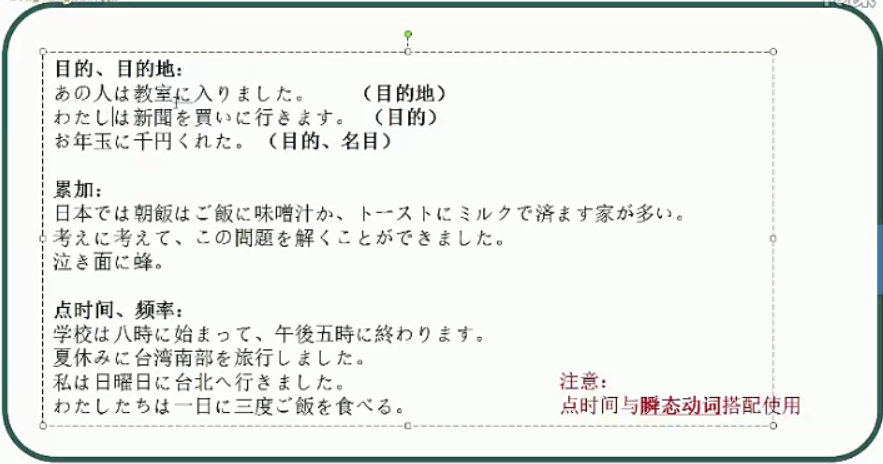 目的、目的地：
あの人は教室に入りました。　　（目的地）
わたしは新聞を買いに行きます。（目的）
お年玉に千円くれた。（目的、名目）
累加：
日本では朝飯はご飯に味噌汁か、トーストにミルクで済ます家が多い。
考えに考えて、この問題を解くことができました。
泣き面に蜂。
点时间、频率：
学校は八時に始まって、午後五時に終わります。
夏休みに台湾南部を旅行しました。
私は日曜日に台北へ行きました。
わたしたちは一日に三度ご飯を食べる。
注意：
点时间与瞬态动词搭配使用